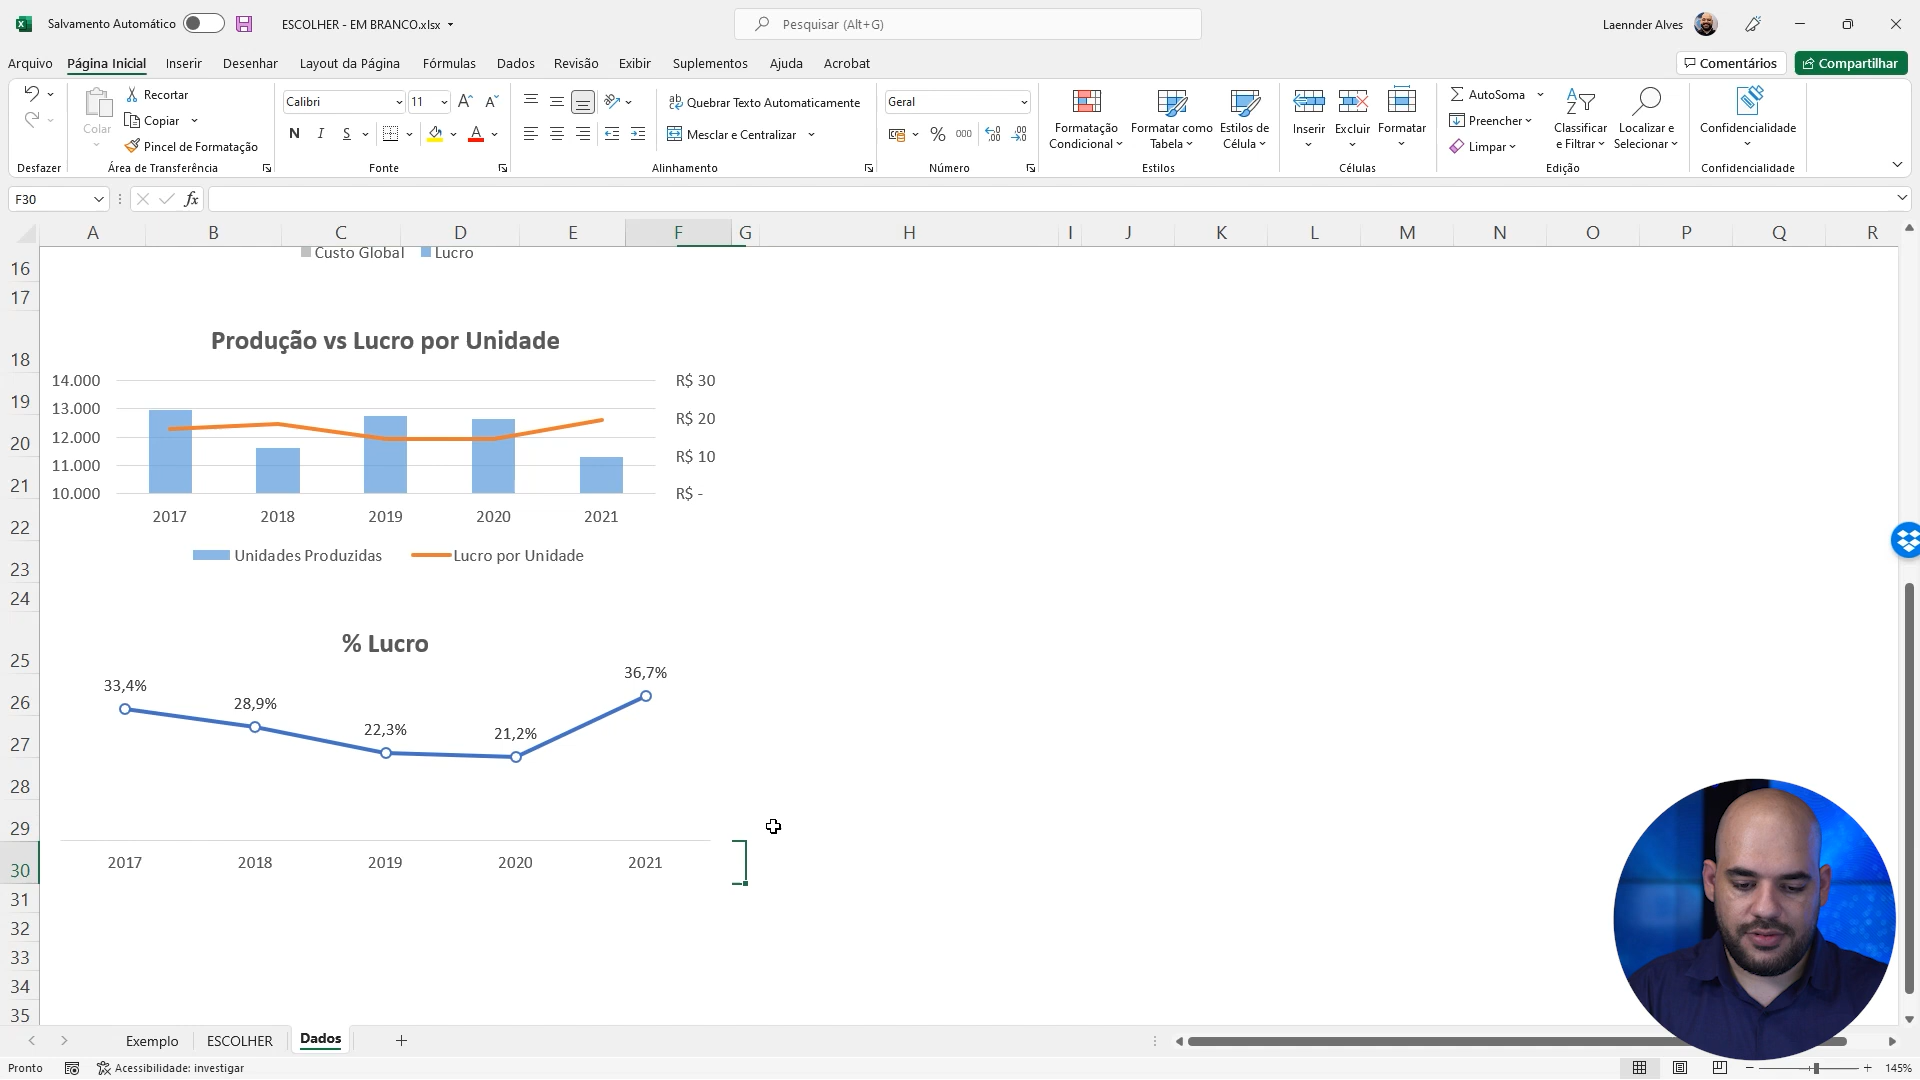 Salvamento Automático
ESCOLHER - EM BRANCO.xlsx
Pesquisar (Alt+G)
Laennder Alves
Arquivo Página Inicial Inserir Desenhar Layout da Página Fórmulas Dados Revisão Exibir Suplementos Ajuda Acrobat
Comentários
Compartilhar
Colar
Recortar
Copiar
Pincel de Formatação
Calibri
11
N I S
Quebrar Texto Automaticamente
Mesclar e Centralizar
Geral
% 000
Formatação Condicional
Formatar como Tabela
Estilos de Célula
Inserir
Excluir
Formatar
AutoSoma
Preencher
Limpar
Classificar e Filtrar
Localizar e Selecionar
Confidencialidade
Desfazer Área de Transferência Fonte Alinhamento Número Estilos Células Edição Confidencialidade
F30
fx
A B C D E F G H I J K L M N O P Q R
16
17
18
19
20
21
22
23
24
25
26
27
28
29
30
31
32
33
34
35
Custo Global Lucro
Produção vs Lucro por Unidade
14.000 R$ 30
13.000
R$ 20
12.000
R$ 10
11.000
10.000 R$ -
2017 2018 2019 2020 2021
Unidades Produzidas Lucro por Unidade
% Lucro
33,4% 28,9% 22,3% 21,2% 36,7%
2017 2018 2019 2020 2021
Exemplo ESCOLHER Dados
Pronto Acessibilidade: investigar
145%